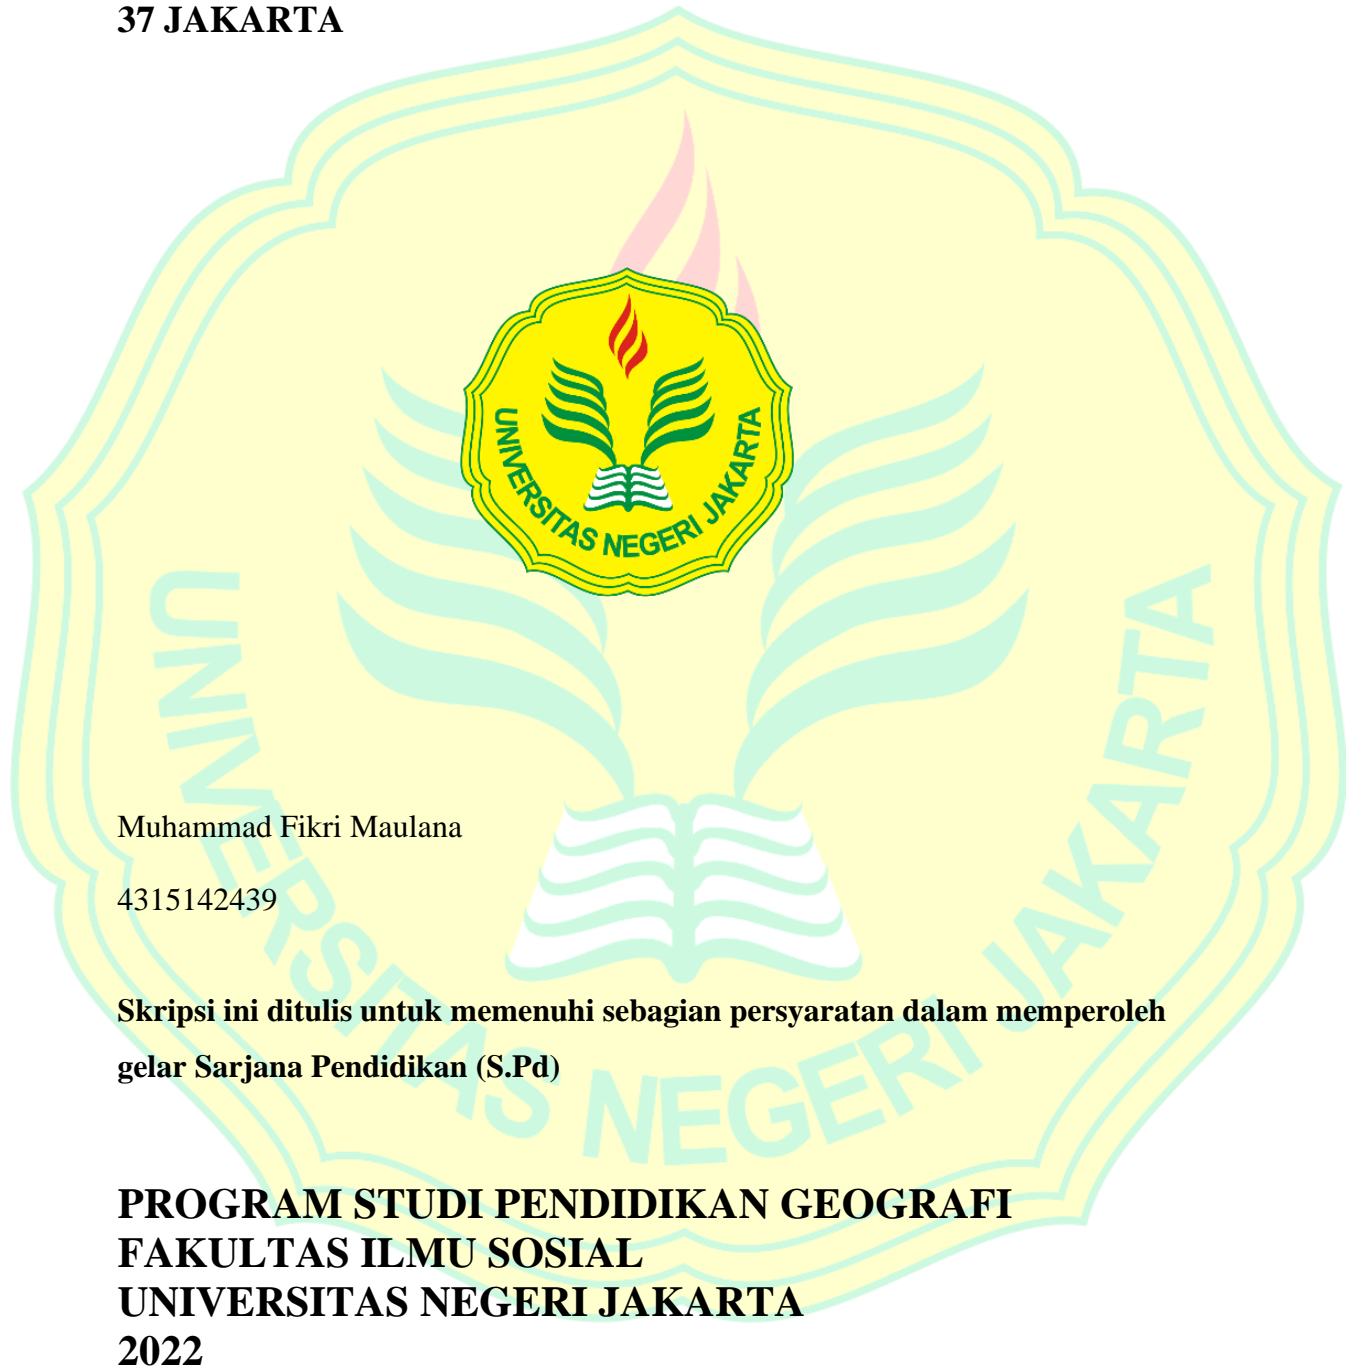 37 JAKARTA
UNIVERSITAS NEGERI JAKARTA
UNIVERSITAS NEGERI JAKARTA
Muhammad Fikri Maulana
4315142439
Skripsi ini ditulis untuk memenuhi sebagian persyaratan dalam memperoleh
gelar Sarjana Pendidikan (S.Pd)
PROGRAM STUDI PENDIDIKAN GEOGRAFI
FAKULTAS ILMU SOSIAL
UNIVERSITAS NEGERI JAKARTA
2022